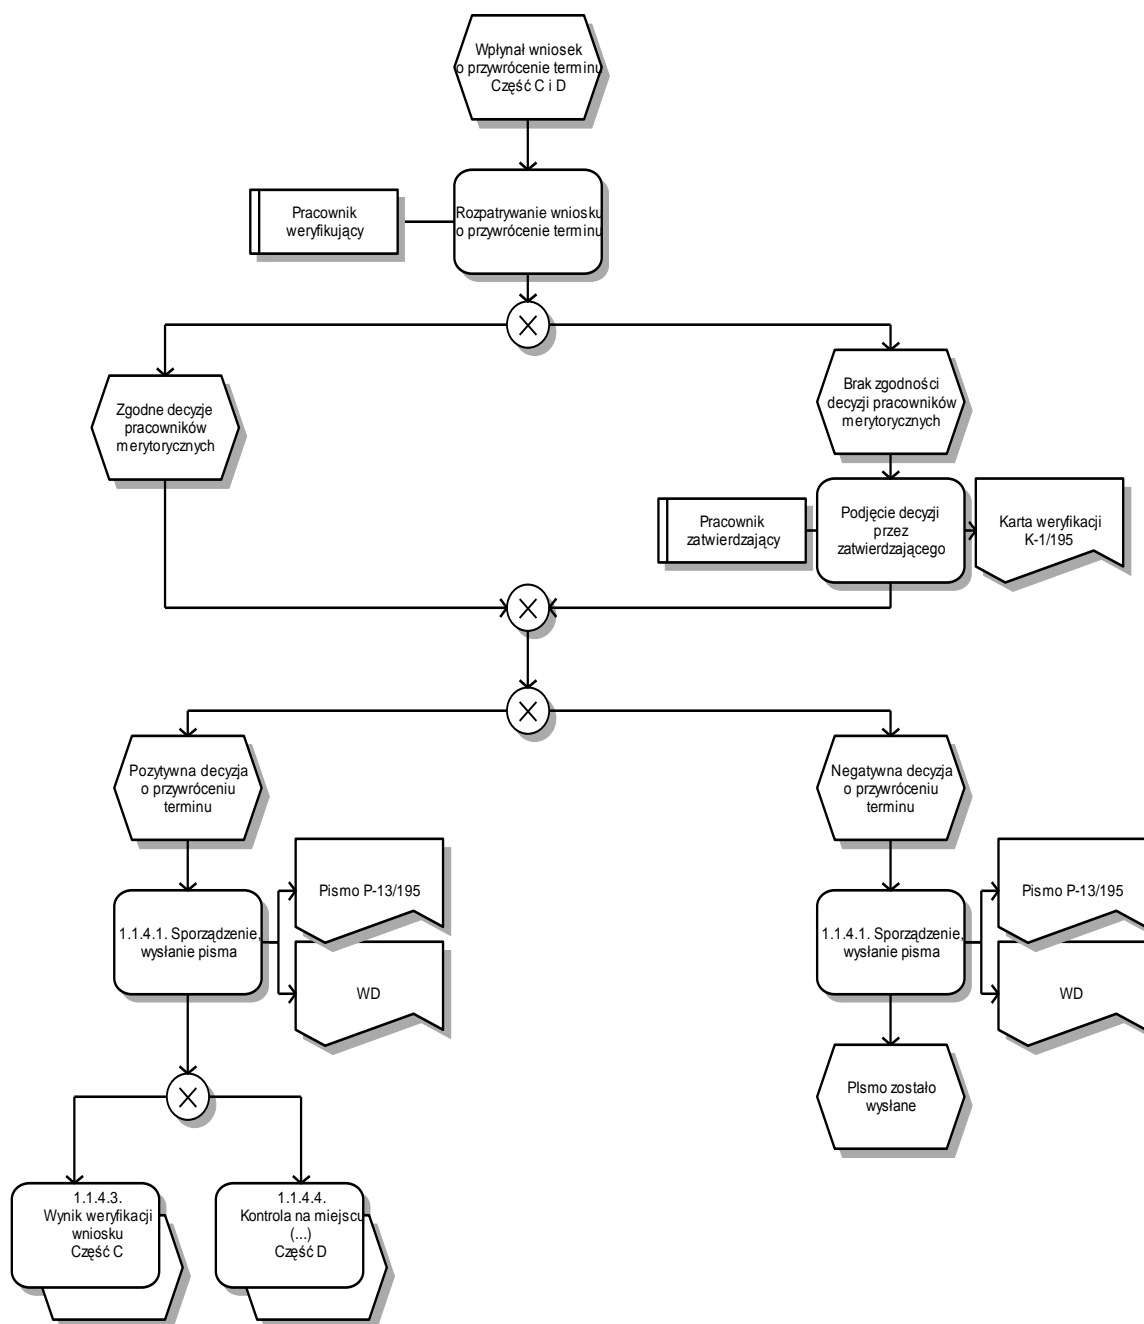 Wpłynął wniosek
o przywrócenie terminu
Część C i D
Pracownik
weryfikujący
Rozpatrywanie wniosku
o przywrócenie terminu
Zgodne decyzje
pracowników
merytorycznych
Brak zgodności
decyzji pracowników
merytorycznych
Pracownik
zatwierdzający
Podjęcie decyzji
przez
zatwierdzającego
Karta weryfikacji
K-1/195
Pozytywna decyzja
o przywróceniu
terminu
Negatywna decyzja
o przywróceniu
terminu
1.1.4.1. Sporządzenie,
wysłanie pisma
Pismo P-13/195
WD
1.1.4.1. Sporządzenie,
wysłanie pisma
Pismo P-13/195
WD
PIsmo zostało
wysłane
1.1.4.3.
Wynik weryfikacji
wniosku
Część C
1.1.4.4.
Kontrola na miejscu
(...)
Część D